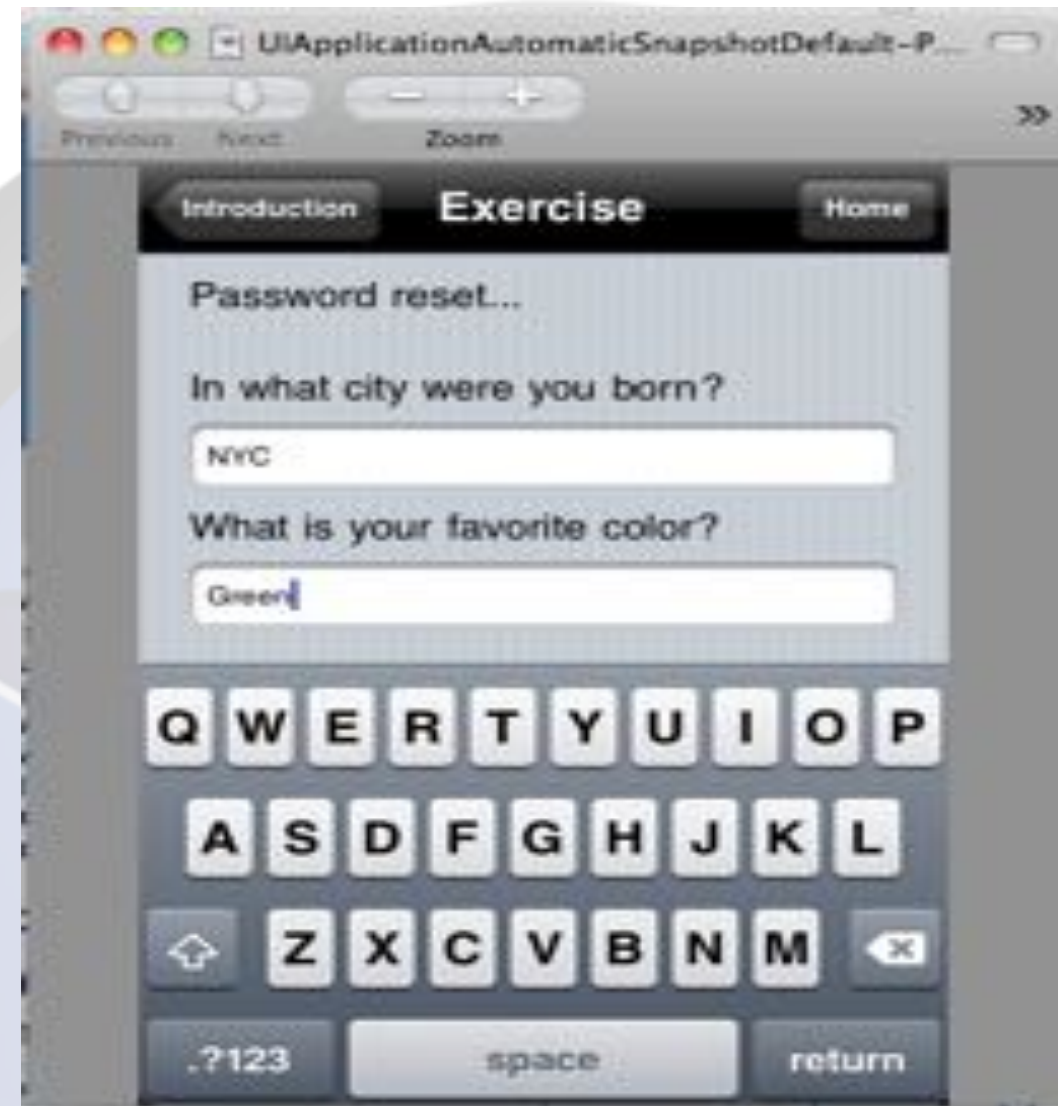 UIApplicationAutomaticSnapshotDefault-P...
Previous Next Zoom
Introduction Exercise Home
Password reset...
In what city were you born?
NYC
What is your favorite color?
Green
Q W E R T Y U I O P
A S D F G H J K L
Z X C V B N M
.?123 space return